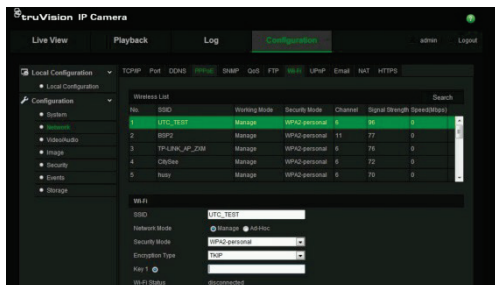 truVision IP Camera
Live View Playback Log Configuration admin Logout
Local Configuration
Local Configuration
Configuration
System
Network
Video/Audio
Image
Security
Events
Storage
TCP/IP Port DDNS PPPoE SNMP QoS FTP Wi-Fi UPnP Email NAT HTTPS
Wireless List Search
No. SSID Working Mode Security Mode Channel Signal Strength Speed(Mbps)
1 UTC_TEST Manage WPA2-personal 6 96 0
2 BSP2 Manage WPA2-personal 11 77 0
3 TP-LINK_AP_ZXM Manage WPA2-personal 6 76 0
4 CitySee Manage WPA2-personal 6 72 0
5 husy Manage WPA2-personal 6 70 0
Wi-Fi
SSID UTC_TEST
Network Mode Manage Ad-Hoc
Security Mode WPA2-personal
Encryption Type TKIP
Key 1
Wi-Fi Status disconnected